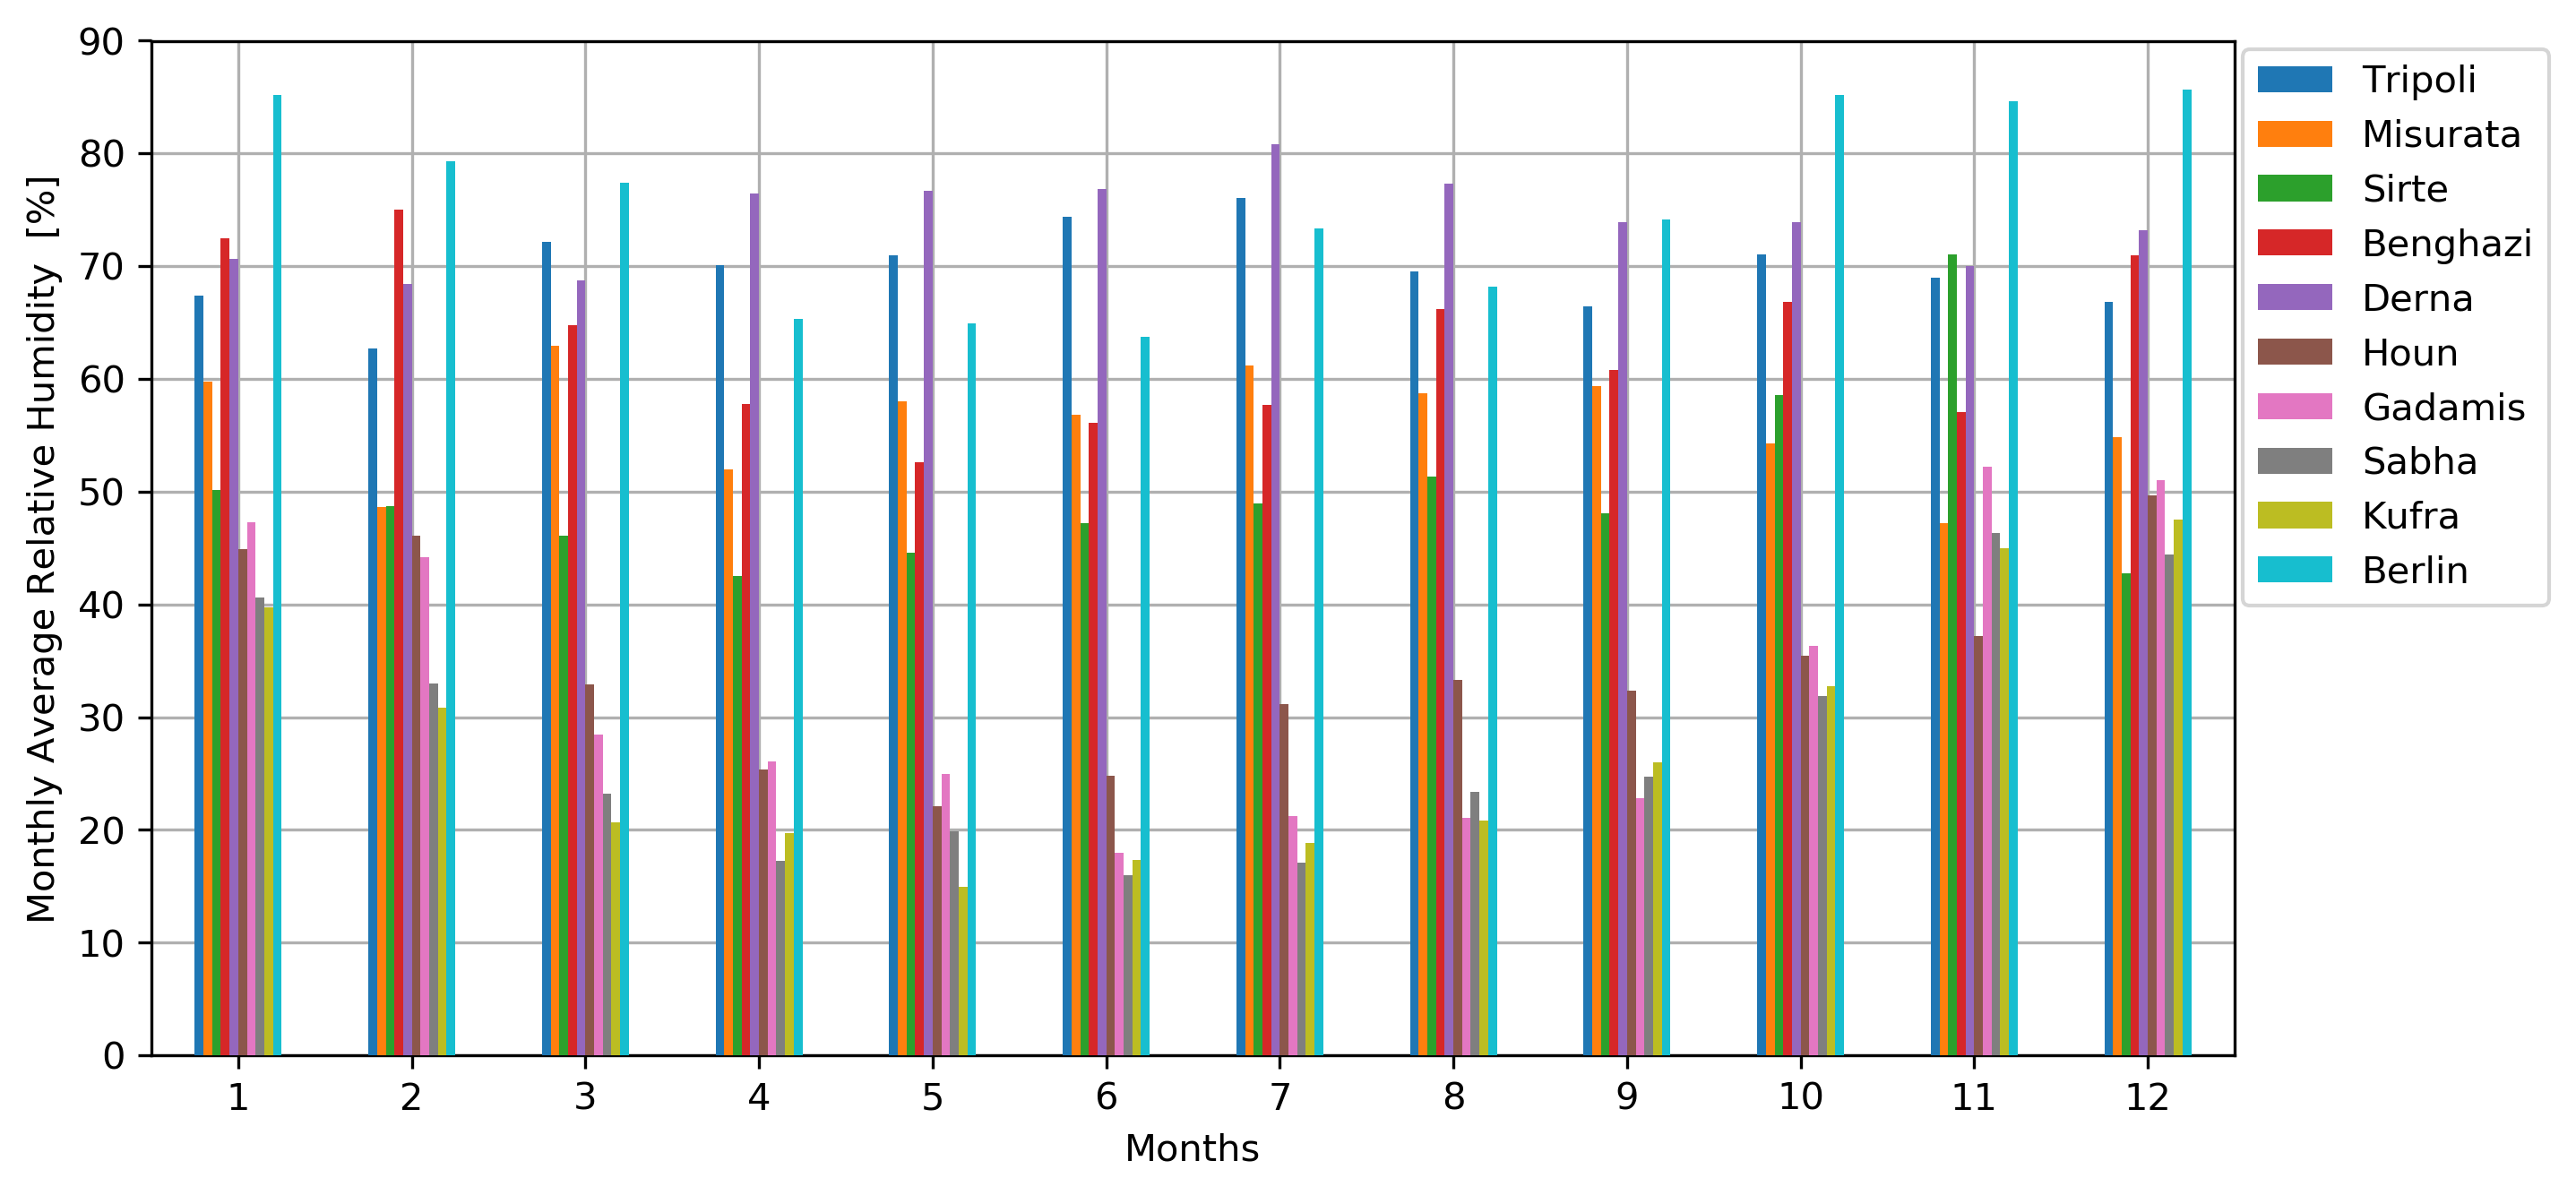 90
80
70
60
50
40
30
20
10
0
Monthly Average Relative Humidity [%]
1 2 3 4 5 6 7 8 9 10 11 12
Months
Tripoli
Misurata
Sirte
Benghazi
Derna
Houn
Gadamis
Sabha
Kufra
Berlin